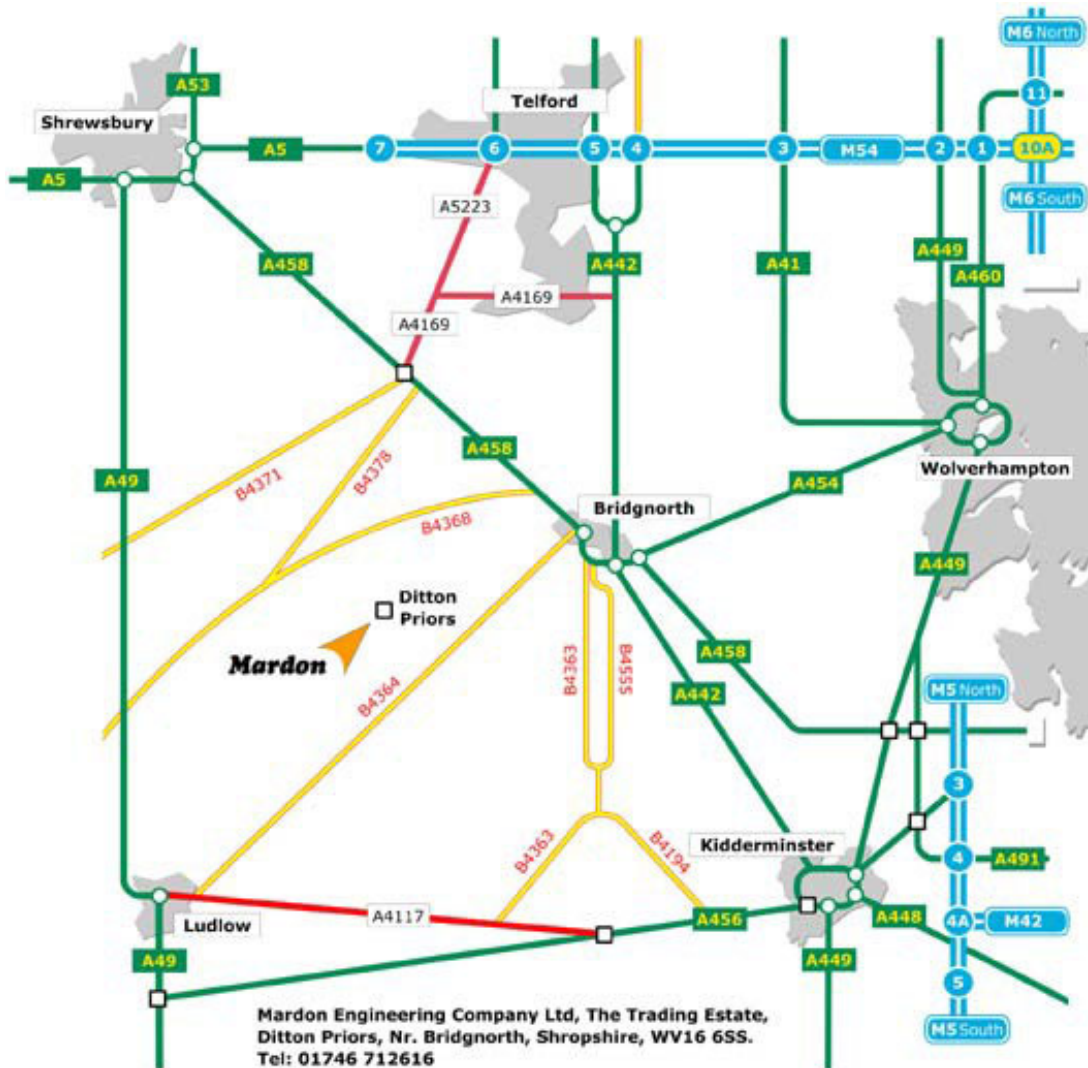 M6 North
A53
11
Telford
Shrewsbury
A5
7
6
5
4
3
M54
2
1
10A
A5
M6 South
A5223
A449
A458
A442
A41
A460
A4169
A4169
A458
B4371
B4378
A49
Wolverhampton
A454
Bridgnorth
B4368
A449
Ditton
Priors
Mardon
B4363
B4555
A458
B4364
A442
M5 North
3
Kidderminster
B4363
B4194
4
A491
A4117
Ludlow
A456
A448
4A
M42
A49
A449
5
M5 South
Mardon Engineering Company Ltd, The Trading Estate,
Ditton Priors, Nr. Bridgnorth, Shropshire, WV16 6SS.
Tel: 01746 712616